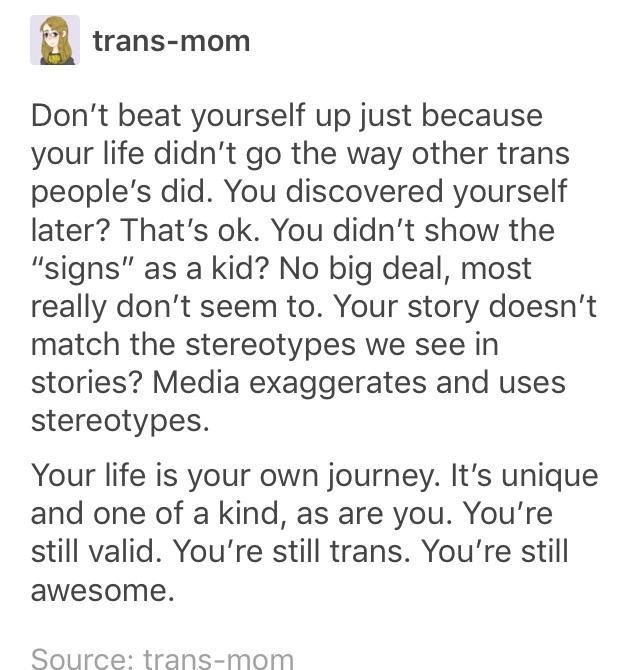 trans-mom
Don’t beat yourself up just because
your life didn’t go the way other trans
people’s did. You discovered yourself
later? That’s ok. You didn’t show the
“signs” as a kid? No big deal, most
really don’t seem to. Your story doesn’t
match the stereotypes we see in
stories? Media exaggerates and uses
stereotypes.
Your life is your own journey. It’s unique
and one of a kind, as are you. You’re
still valid. You’re still trans. You’re still
awesome.
Source: trans-mom